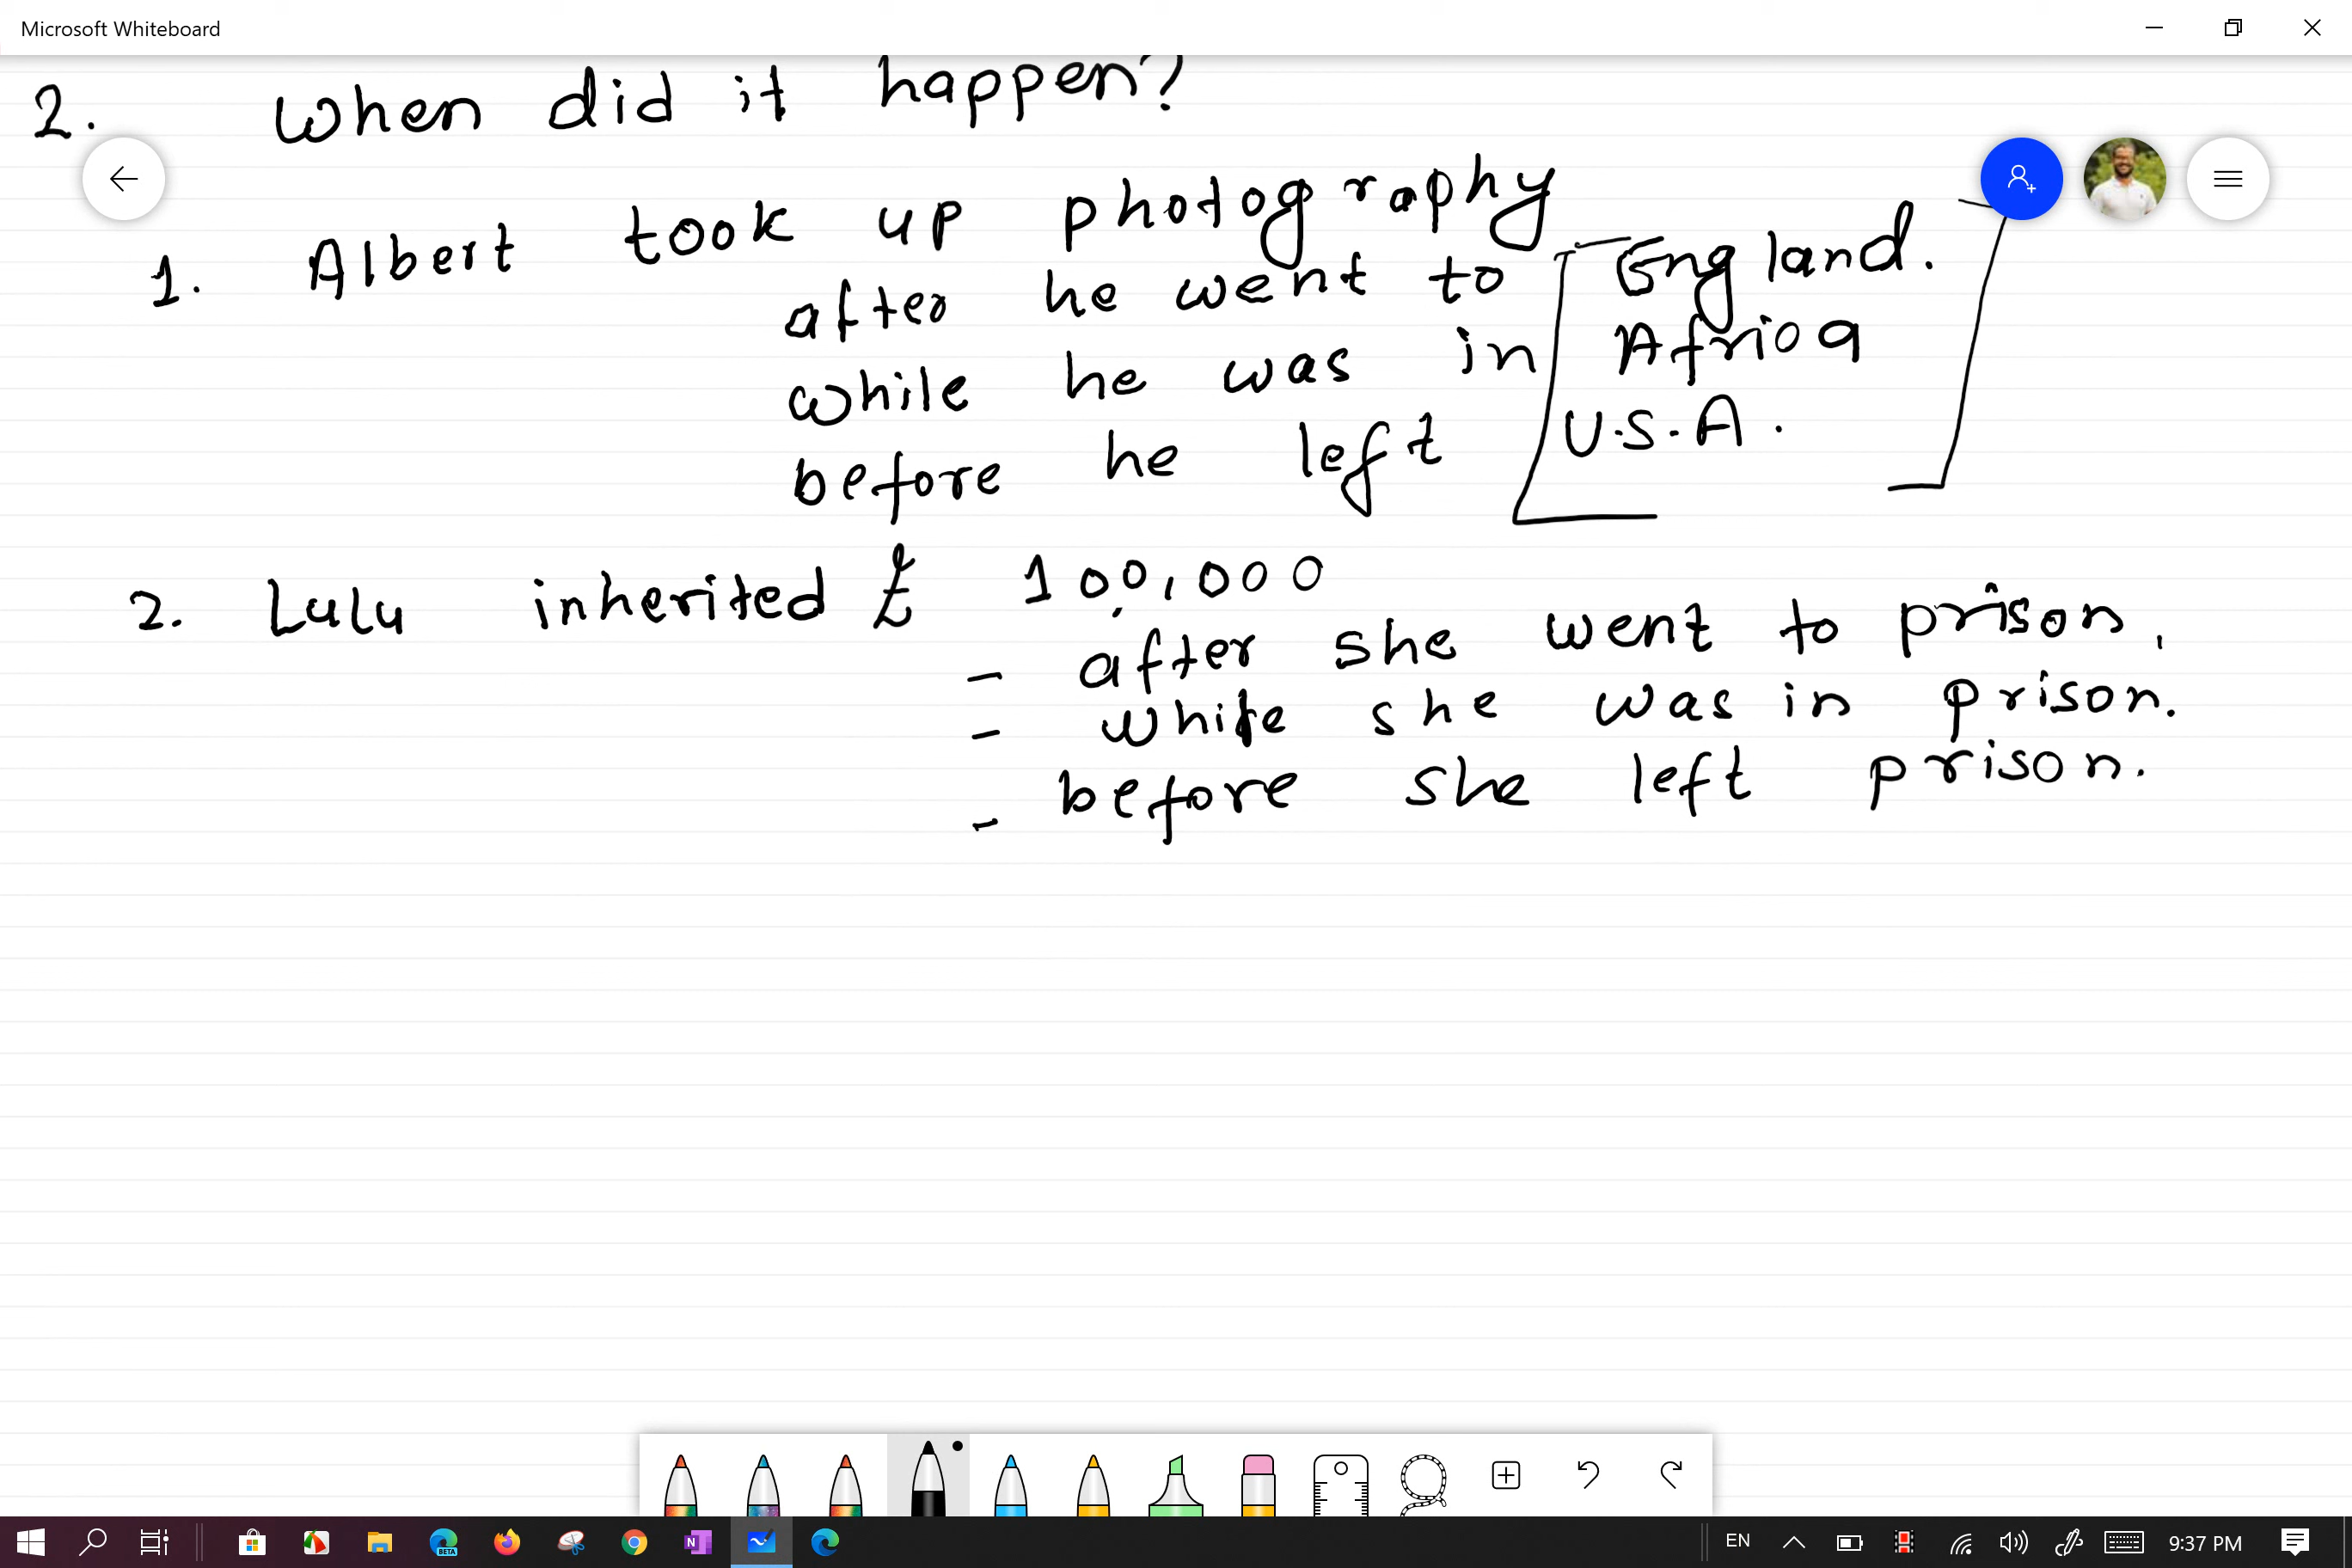 Microsoft Whiteboard
2. When did it happen?
1. Albert took up photography
after he went to England.
while he was in Africa
before he left U.S.A.
2. Lulu inherited £ 100,000
- after she went to prison,
- while she was in prison.
- before she left prison.
BETA
N
EN
9:37 PM